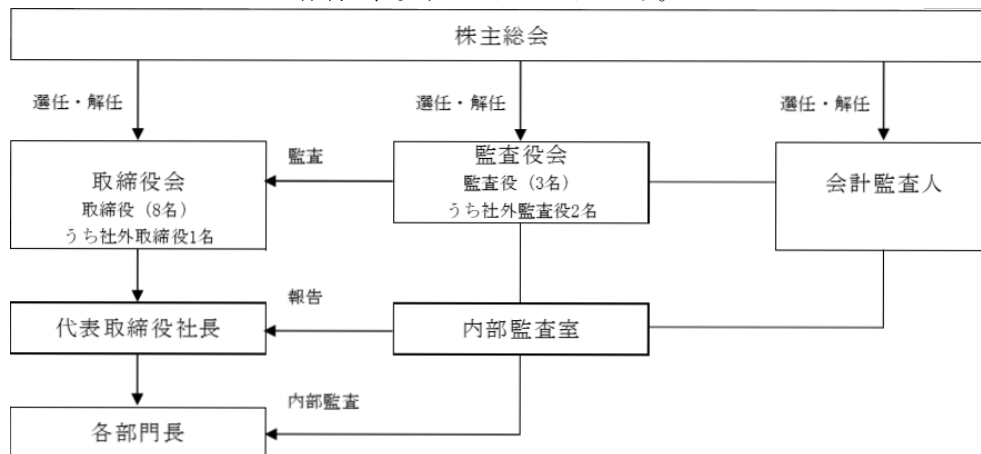 株主総会
選任・解任
選任・解任
選任・解任
取締役会
取締役（8名）
うち社外取締役1名
監査
監査役会
監査役（3名）
うち社外監査役2名
会計監査人
代表取締役社長
報告
内部監査室
内部監査
各部門長